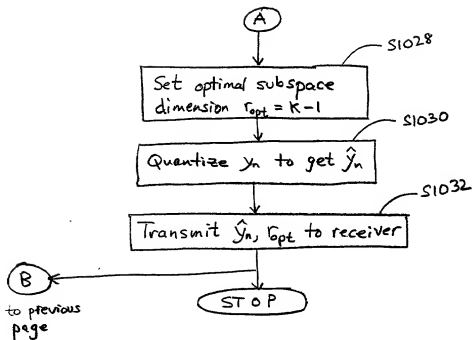 A
S1028
Set optimal subspace
dimension r_opt = K-1
S1030
Quantize y_n to get ŷ_n
S1032
Transmit ŷ_n, r_opt to receiver
B
to previous
page
STOP